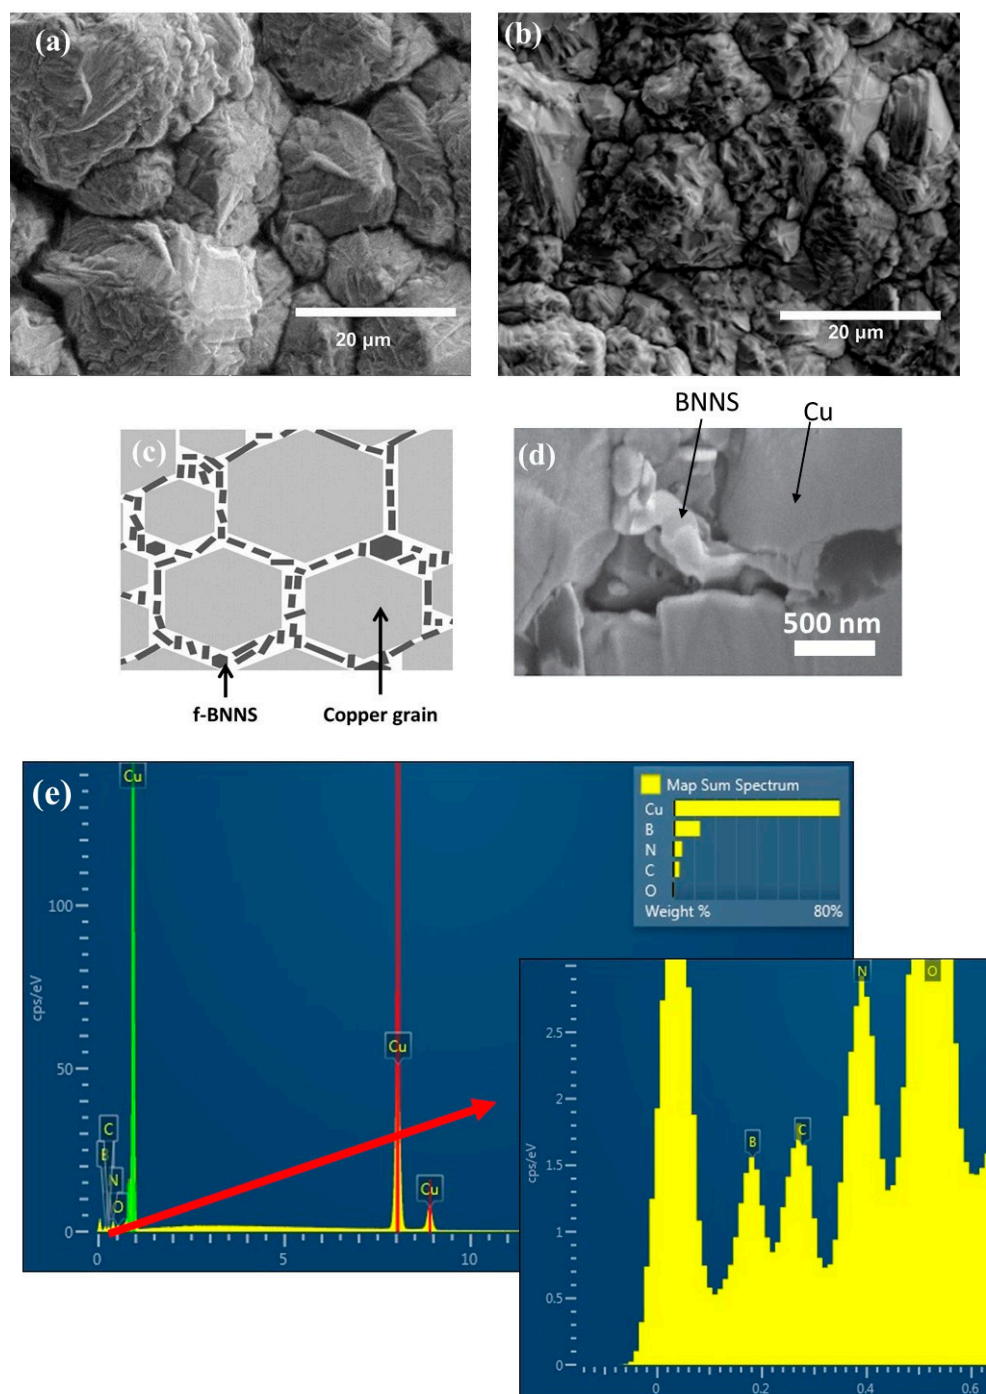 (a)
20 μm
(b)
20 μm
(c)
f-BNNS
Copper grain
BNNS
Cu
(d)
500 nm
(e)
Cu
100
cps/eV
50
Cu
C
B
N
O
Cu
0
0
5
10
Map Sum Spectrum
Cu
B
N
C
O
Weight %
80%
N
O
2.5
2
B
C
1.5
cps/eV
1
0.5
0
0
0.2
0.4
0.6